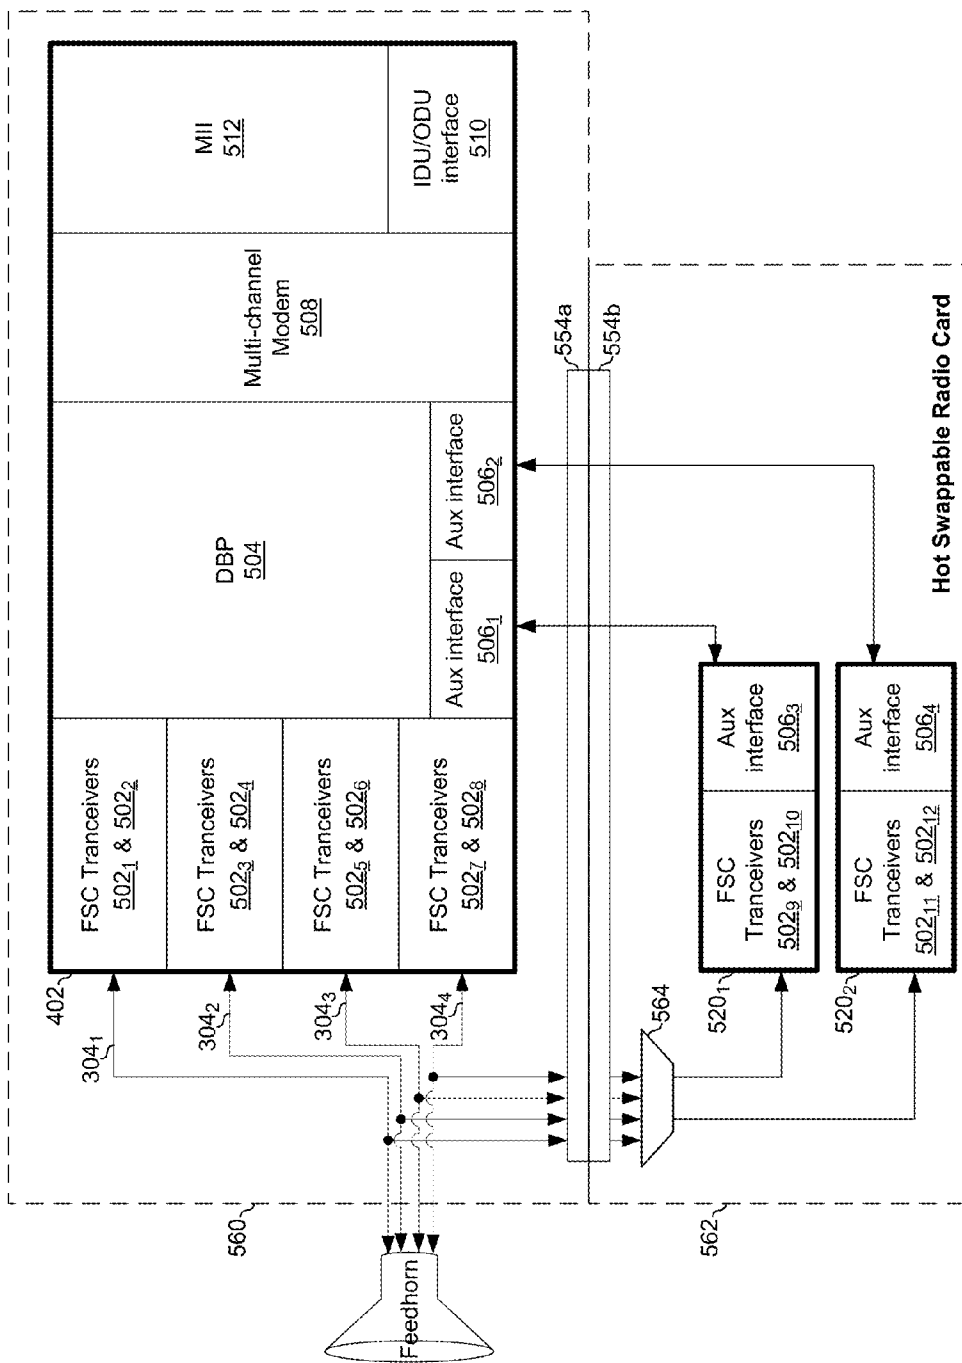 560
Feedhorn
402
304₁
304₂
304₃
304₄
FSC Tranceivers
502₁ & 502₂
FSC Tranceivers
502₃ & 502₄
FSC Tranceivers
502₅ & 502₆
FSC Tranceivers
502₇ & 502₈
DBP
504
Aux interface
506₁
Aux interface
506₂
Multi-channel
Modem
508
MII
512
IDU/ODU
interface
510
554a
554b
562
564
520₁
FSC
Tranceivers
502₉ & 502₁₀
Aux
interface
506₃
520₂
FSC
Tranceivers
502₁₁ & 502₁₂
Aux
interface
506₄
Hot Swappable Radio Card